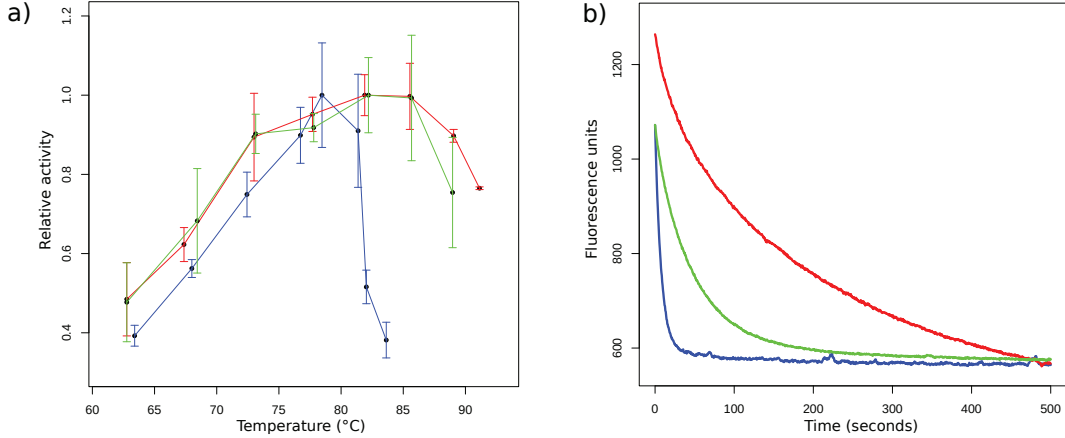 a)
Relative activity
1.2
1.0
0.8
0.6
0.4
60 65 70 75 80 85 90
Temperature (°C)
b)
Fluorescence units
1200
1000
800
600
0 100 200 300 400 500
Time (seconds)